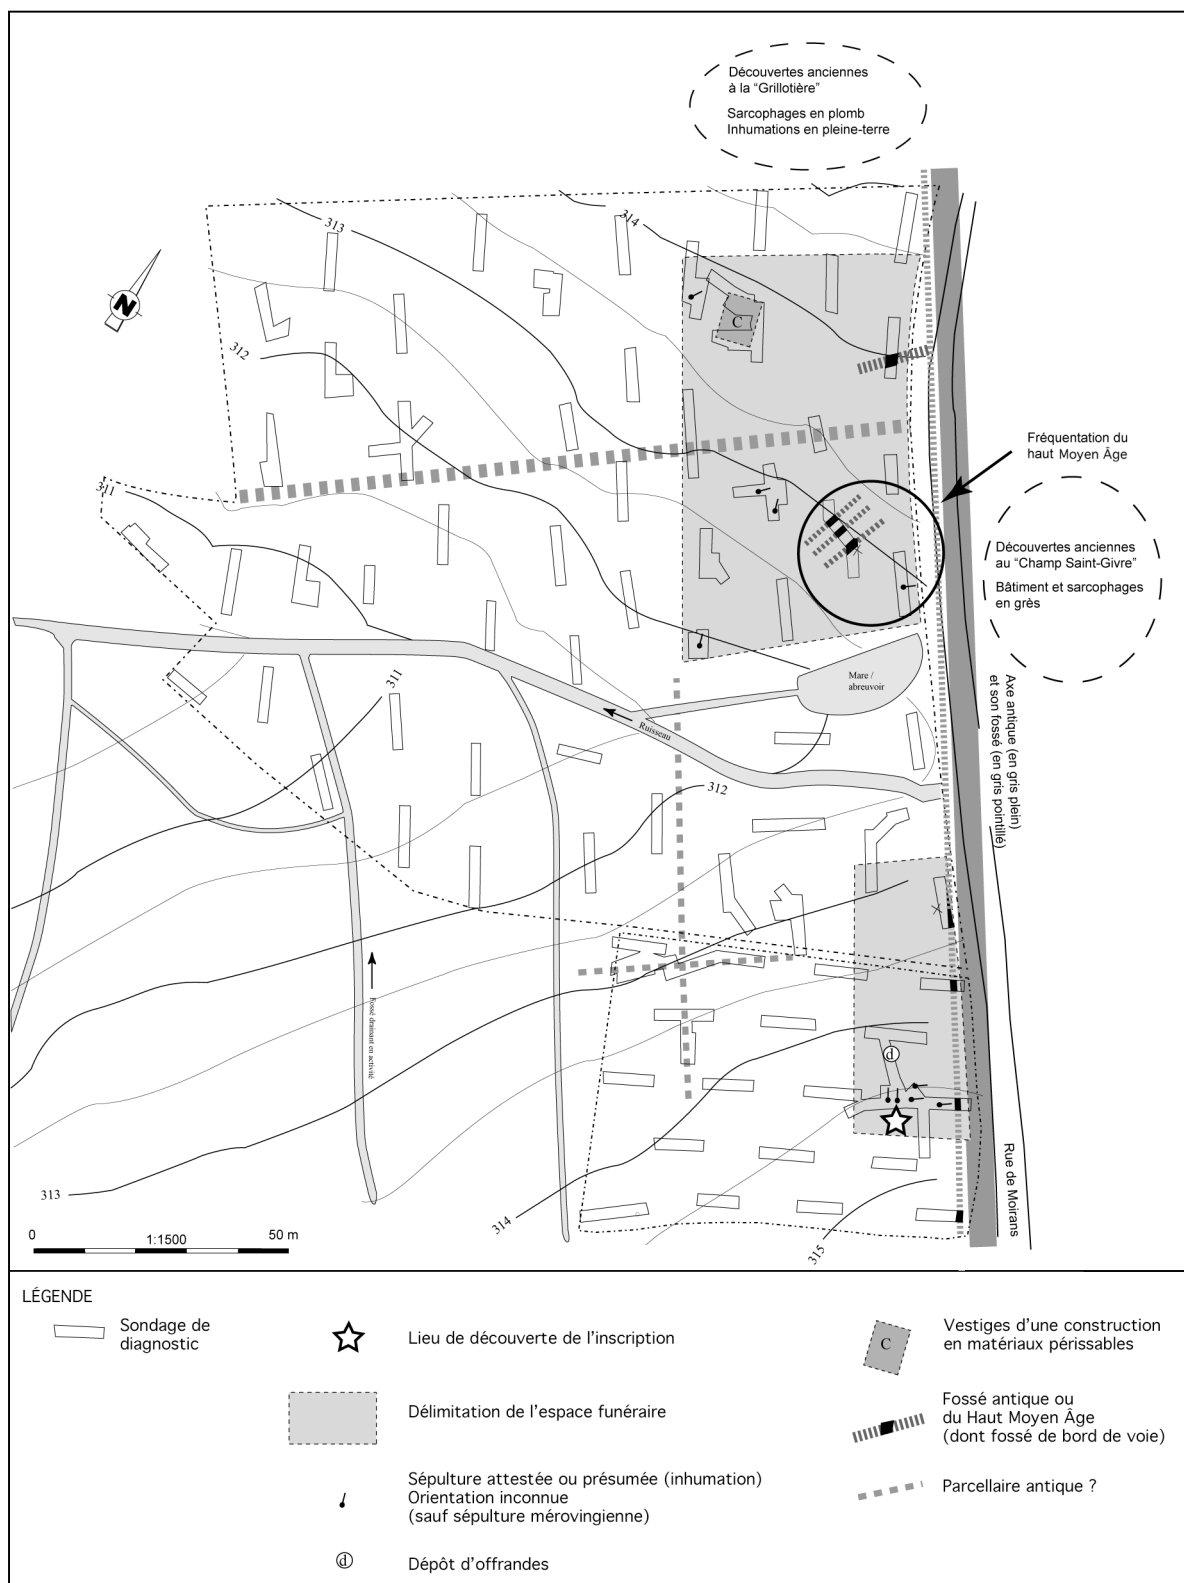 Découvertes anciennes
à la “Grillotière”
Sarcophages en plomb
Inhumations en pleine-terre
313
314
N
C
312
Fréquentation du
haut Moyen Âge
311
Découvertes anciennes
au “Champ Saint-Givre”
Bâtiment et sarcophages
en grès
Mare /
abreuvoir
311
Ruisseau
Axe antique (en gris plein)
et son fossé (en gris pointillé)
312
Fossé drainant en activité
d
Rue de Moirans
313
314
315
0
1:1500
50 m
LÉGENDE
Sondage de
diagnostic
Lieu de découverte de l’inscription
Vestiges d’une construction
en matériaux périssables
C
Délimitation de l’espace funéraire
Fossé antique ou
du Haut Moyen Âge
(dont fossé de bord de voie)
Sépulture attestée ou présumée (inhumation)
Orientation inconnue
(sauf sépulture mérovingienne)
Parcellaire antique ?
d
Dépôt d’offrandes